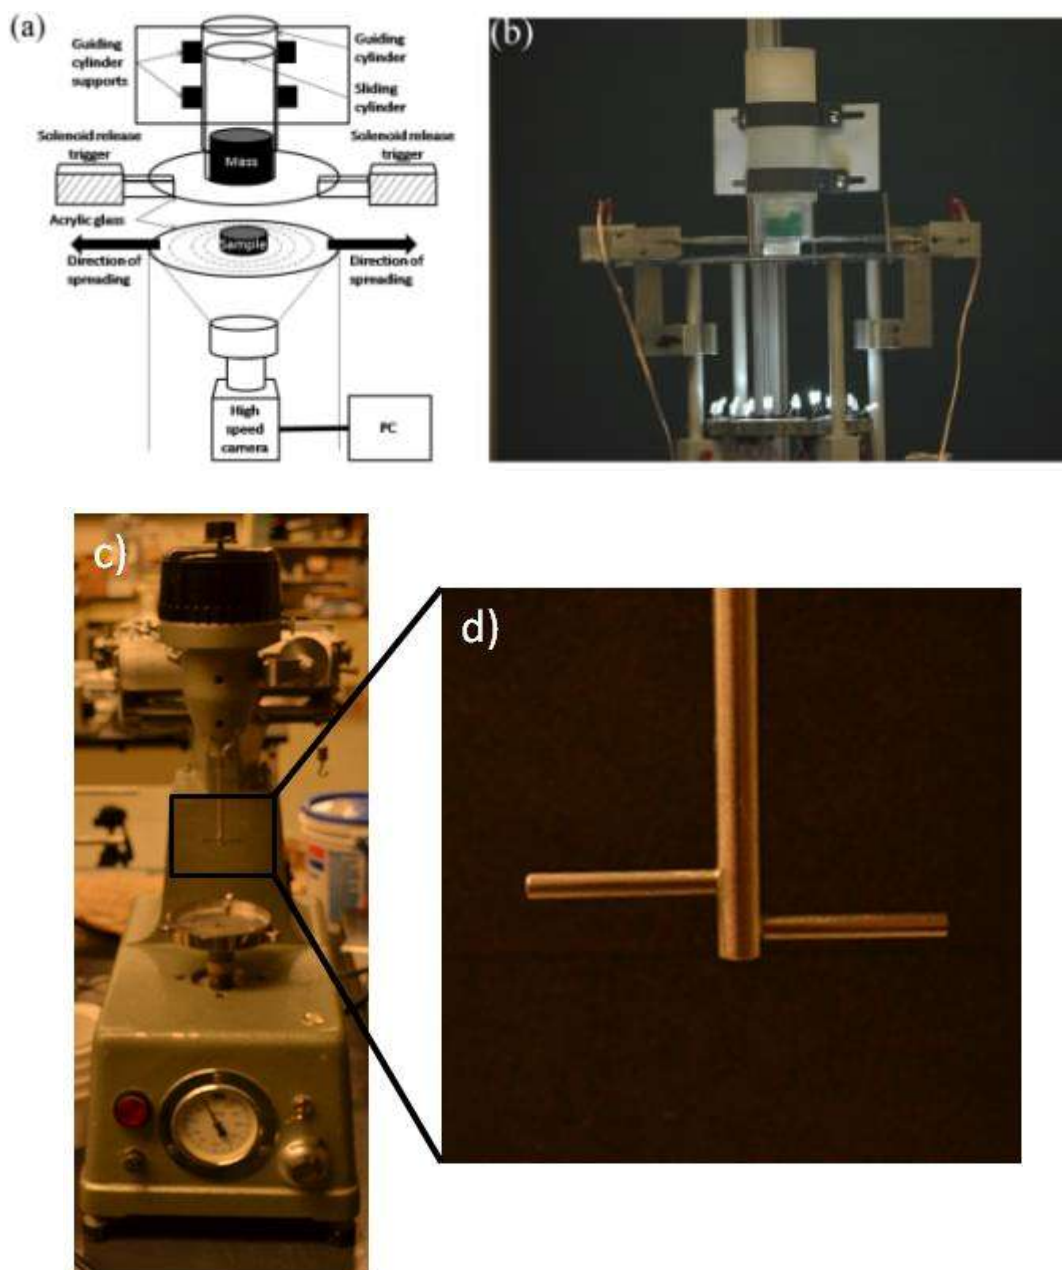 (a)
Guiding
cylinder
supports
Guiding
cylinder
Sliding
cylinder
Solenoid release
trigger
Mass
Solenoid release
trigger
Acrylic glass
Sample
Direction of
spreading
Direction of
spreading
High
speed
camera
PC
(b)
c)
d)